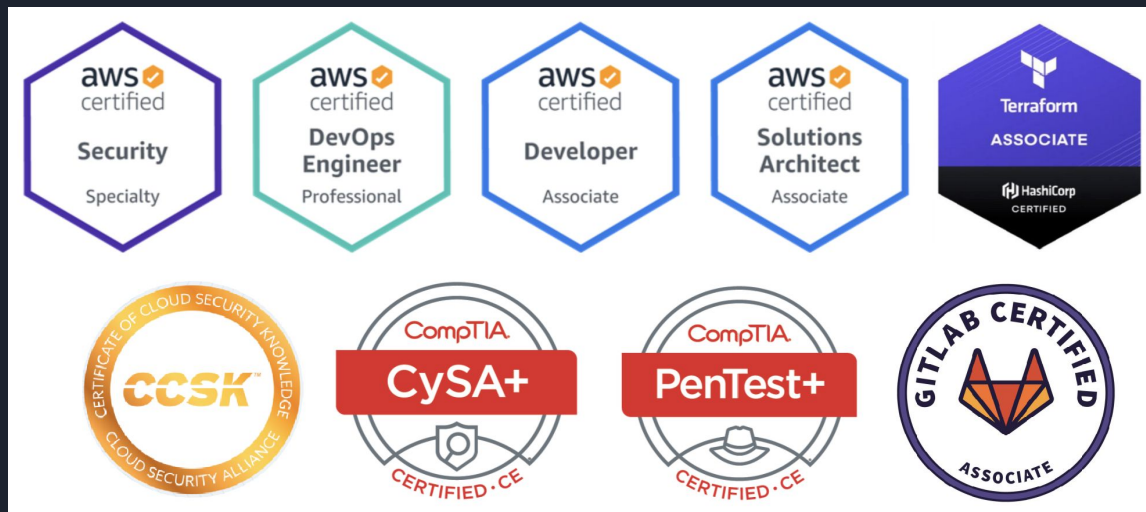 aws
certified
Security
Specialty
aws
certified
DevOps
Engineer
Professional
aws
certified
Developer
Associate
aws
certified
Solutions
Architect
Associate
Terraform
ASSOCIATE
HashiCorp
CERTIFIED
CERTIFICATE OF CLOUD SECURITY KNOWLEDGE
CCSK™
CLOUD SECURITY ALLIANCE
CompTIA.
CySA+
CERTIFIED·CE
CompTIA.
PenTest+
CERTIFIED·CE
GITLAB CERTIFIED
ASSOCIATE